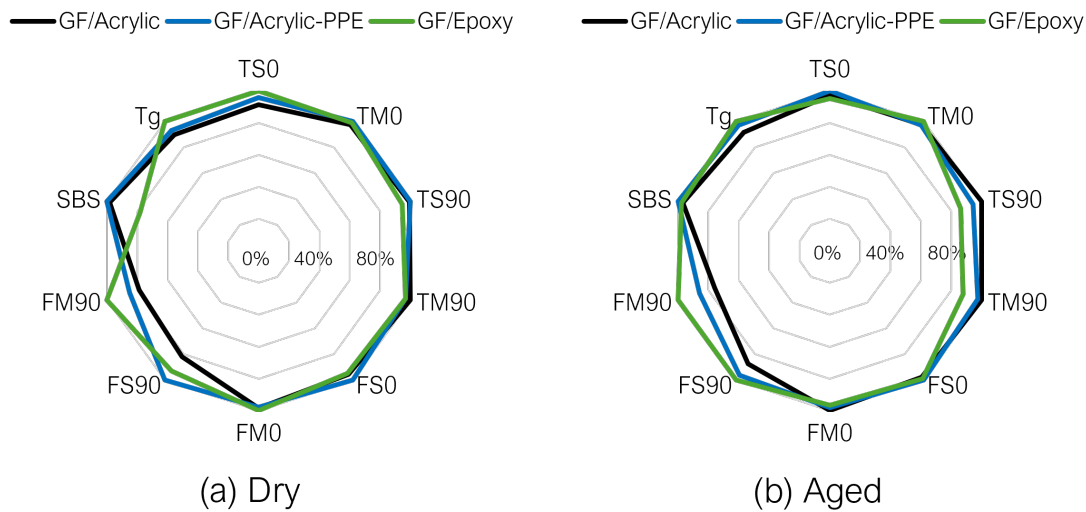 GF/Acrylic GF/Acrylic-PPE GF/Epoxy
TS0
Tg TM0
SBS TS90
0% 40% 80%
FM90 TM90
FS90 FS0
FM0
(a) Dry
GF/Acrylic GF/Acrylic-PPE GF/Epoxy
TS0
Tg TM0
SBS TS90
0% 40% 80%
FM90 TM90
FS90 FS0
FM0
(b) Aged